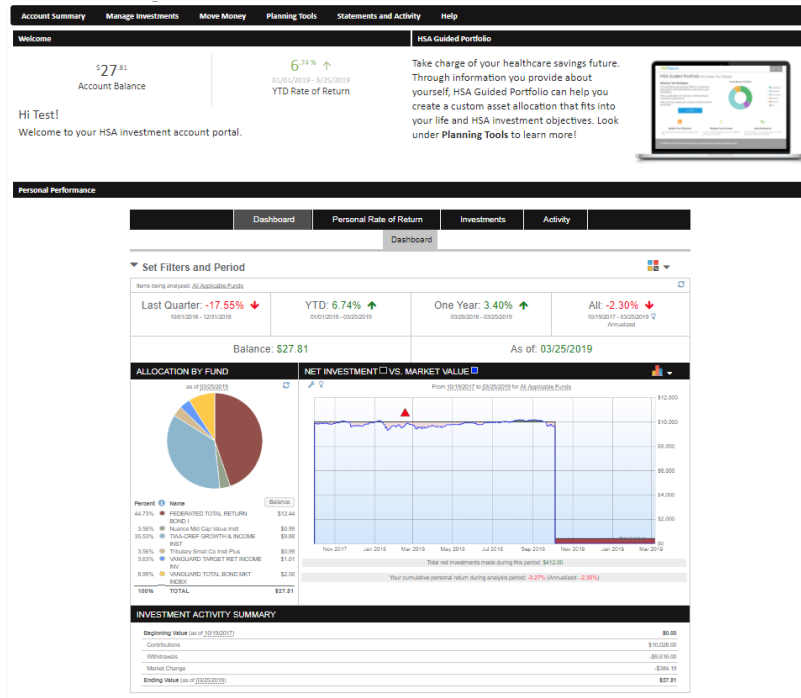 Account Summary Manage Investments Move Money Planning Tools Statements and Activity Help
Welcome
HSA Guided Portfolio
$27.81
Account Balance
6.74% ↑
01/01/2019 - 3/25/2019
YTD Rate of Return
Hi Test!
Welcome to your HSA investment account portal.
Take charge of your healthcare savings future.
Through information you provide about
yourself, HSA Guided Portfolio can help you
create a custom asset allocation that fits into
your life and HSA investment objectives. Look
under Planning Tools to learn more!
HSA Guided Portfolio
Personal Performance
Dashboard Personal Rate of Return Investments Activity
Dashboard
Set Filters and Period
Items being analyzed: All Applicable Funds
Last Quarter: -17.55%
10/01/2018 - 12/31/2018
YTD: 6.74%
01/01/2019 - 03/25/2019
One Year: 3.40%
03/26/2018 - 03/25/2019
All: -2.30%
10/19/2017 - 03/25/2019
Annualized
Balance: $27.81
As of: 03/25/2019
ALLOCATION BY FUND
as of 03/25/2019
Percent Name Balance
44.73% FEDERATED TOTAL RETURN
BOND I
$12.44
3.56% Nuance Mid Cap Value Inst $0.99
35.53% TIAA-CREF GROWTH & INCOME
INST
$9.88
3.56% Tributary Small Co Inst Plus $0.99
3.63% VANGUARD TARGET RET INCOME
INV
$1.01
8.99% VANGUARD TOTAL BOND MKT
INDEX
$2.50
100% TOTAL $27.81
NET INVESTMENT VS. MARKET VALUE
From 10/19/2017 to 03/25/2019 for All Applicable Funds
$12,000
$10,000
$8,000
$6,000
$4,000
$2,000
$0
Nov 2017 Jan 2018 Mar 2018 May 2018 Jul 2018 Sep 2018 Nov 2018 Jan 2019 Mar 2019
Total net investments made during this period: $412.00
Your cumulative personal return during analysis period: -3.27% (Annualized: -2.30%)
INVESTMENT ACTIVITY SUMMARY
Beginning Value (as of 10/19/2017) $0.00
Contributions $10,028.00
Withdrawals -$9,616.00
Market Change -$384.19
Ending Value (as of 03/25/2019) $27.81